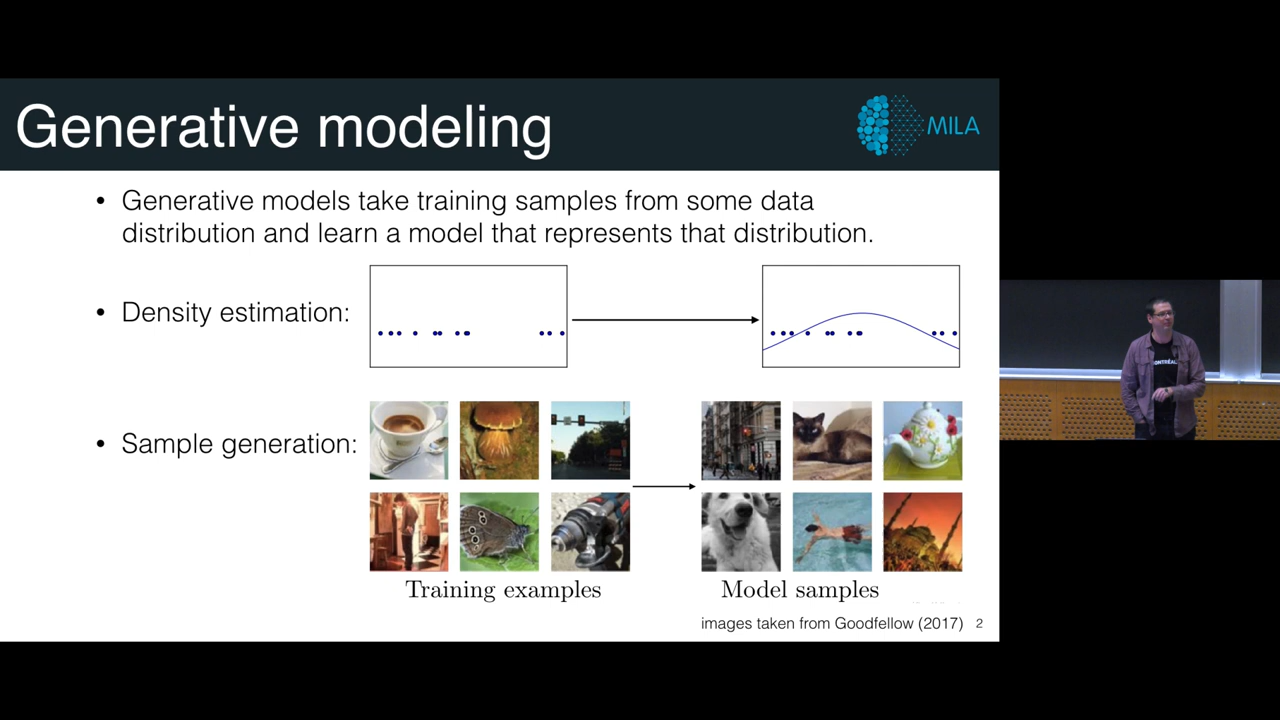 Generative modeling
MILA
• Generative models take training samples from some data
distribution and learn a model that represents that distribution.
• Density estimation:
• Sample generation:
Training examples
Model samples
images taken from Goodfellow (2017)
2